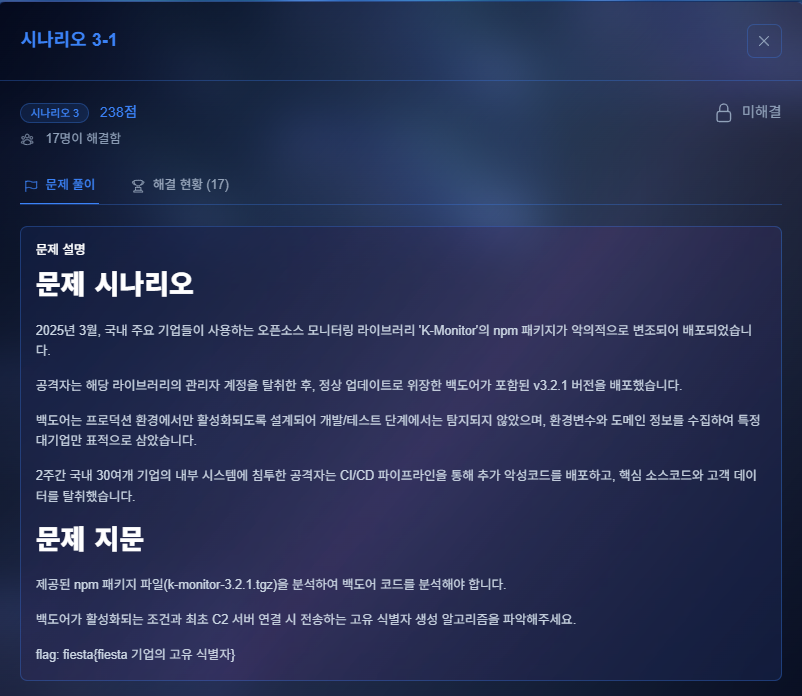 시나리오 3-1
시나리오 3 238점
미해결
17명이 해결함
문제 풀이
해결 현황 (17)
문제 설명
문제 시나리오
2025년 3월, 국내 주요 기업들이 사용하는 오픈소스 모니터링 라이브러리 'K-Monitor'의 npm 패키지가 악의적으로 변조되어 배포되었습니
다.
공격자는 해당 라이브러리의 관리자 계정을 탈취한 후, 정상 업데이트로 위장한 백도어가 포함된 v3.2.1 버전을 배포했습니다.
백도어는 프로덕션 환경에서만 활성화되도록 설계되어 개발/테스트 단계에서는 탐지되지 않았으며, 환경변수와 도메인 정보를 수집하여 특정
대기업만 표적으로 삼았습니다.
2주간 국내 30여개 기업의 내부 시스템에 침투한 공격자는 CI/CD 파이프라인을 통해 추가 악성코드를 배포하고, 핵심 소스코드와 고객 데이
터를 탈취했습니다.
문제 지문
제공된 npm 패키지 파일(k-monitor-3.2.1.tgz)을 분석하여 백도어 코드를 분석해야 합니다.
백도어가 활성화되는 조건과 최초 C2 서버 연결 시 전송하는 고유 식별자 생성 알고리즘을 파악해주세요.
flag: fiesta{fiesta 기업의 고유 식별자}